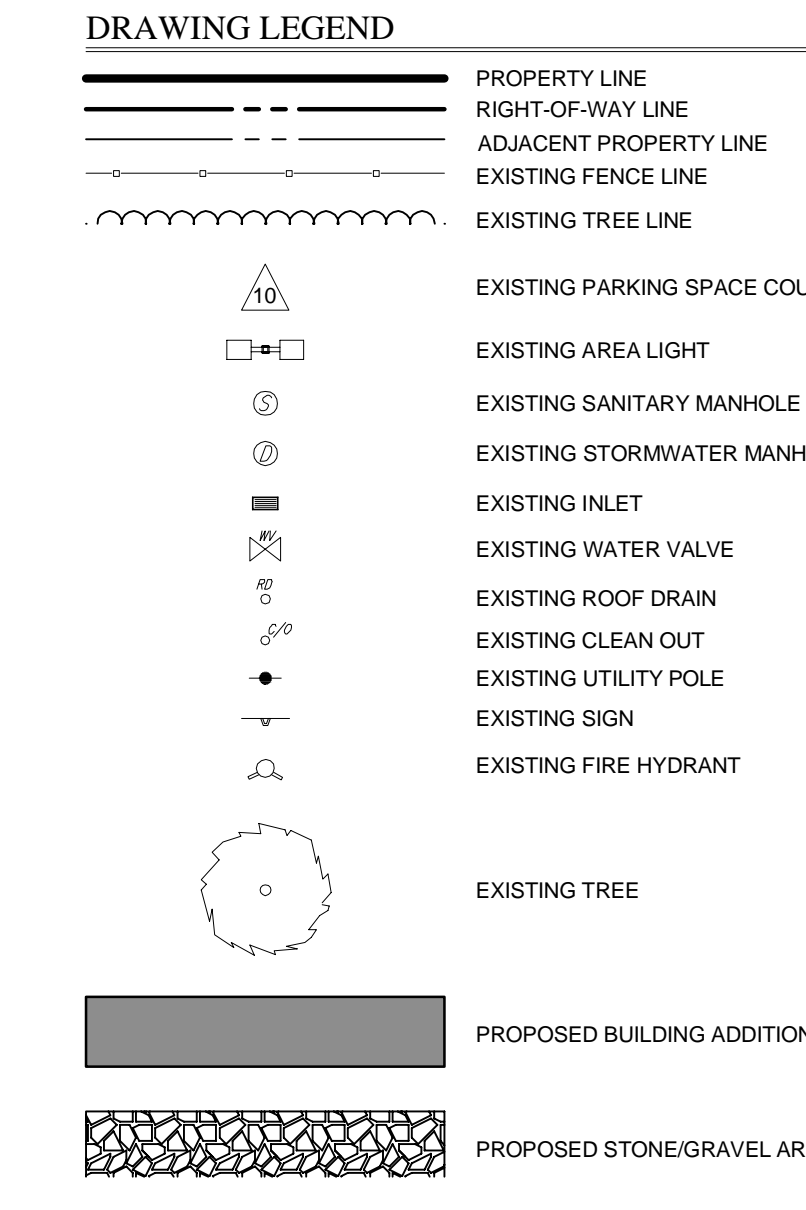 DRAWING LEGEND
PROPERTY LINE
RIGHT-OF-WAY LINE
ADJACENT PROPERTY LINE
EXISTING FENCE LINE
EXISTING TREE LINE
10 EXISTING PARKING SPACE COU
EXISTING AREA LIGHT
S EXISTING SANITARY MANHOLE
D EXISTING STORMWATER MANH
EXISTING INLET
WV EXISTING WATER VALVE
RD EXISTING ROOF DRAIN
C/O EXISTING CLEAN OUT
EXISTING UTILITY POLE
EXISTING SIGN
EXISTING FIRE HYDRANT
EXISTING TREE
PROPOSED BUILDING ADDITION
PROPOSED STONE/GRAVEL AR